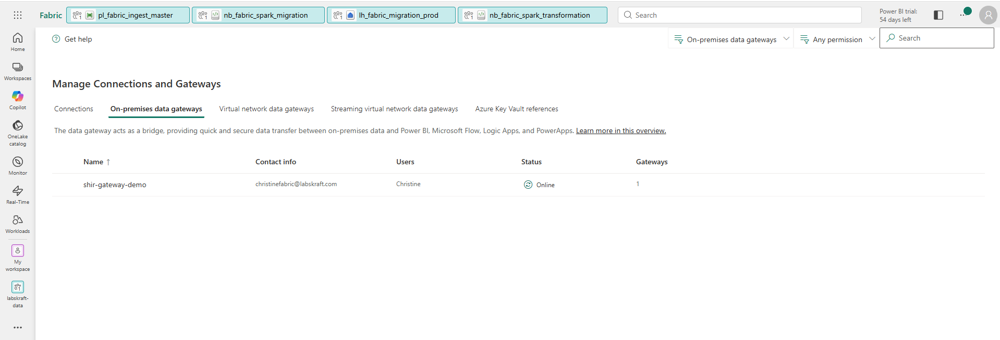 Fabric
pl_fabric_ingest_master
nb_fabric_spark_migration
lh_fabric_migration_prod
nb_fabric_spark_transformation
Search
Power BI trial:
54 days left
Home
Workspaces
Copilot
OneLake
catalog
Monitor
Real-Time
Workloads
My
workspace
labskraft-
data
Get help
On-premises data gateways
Any permission
Search
Manage Connections and Gateways
Connections
On-premises data gateways
Virtual network data gateways
Streaming virtual network data gateways
Azure Key Vault references
The data gateway acts as a bridge, providing quick and secure data transfer between on-premises data and Power BI, Microsoft Flow, Logic Apps, and PowerApps. Learn more in this overview.
Name ↑ Contact info Users Status Gateways
shir-gateway-demo christinefabric@labskraft.com Christine Online 1